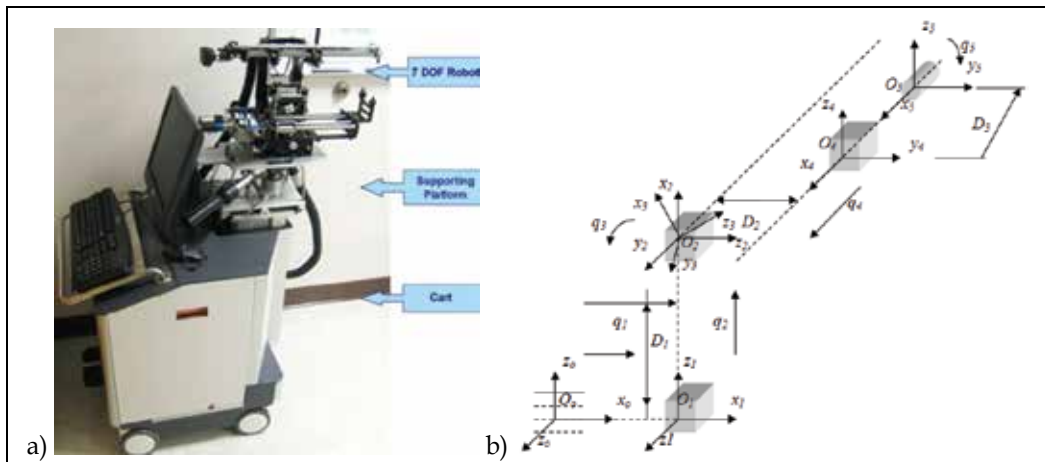 a)
7 DOF Robot
Supporting
Platform
Cart
b)
z5
q5
y5
O5
x5
D5
z4
O4
y4
x4
q4
x2
x3
q3
z3
D2
O2
z2
y2
y3
q1
D1
q2
z0
z1
O0
x0
O1
x1
z0
z1